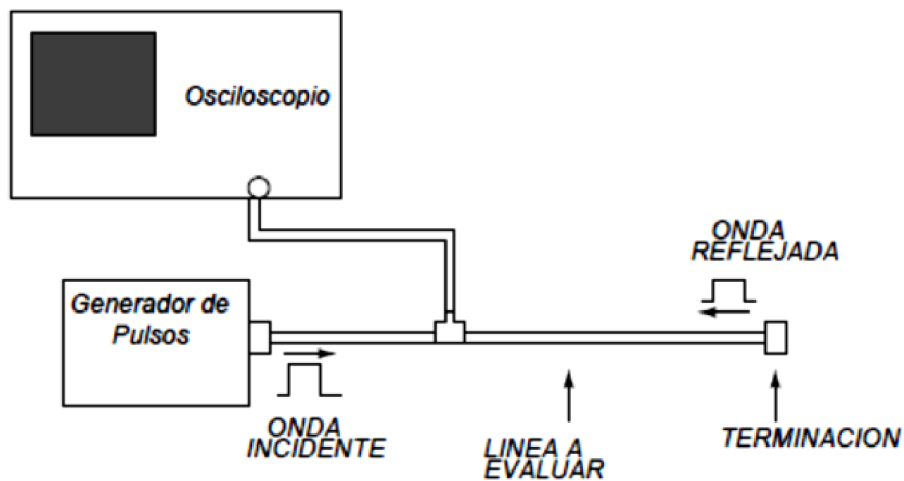 Osciloscopio
ONDA
REFLEJADA
Generador de
Pulsos
ONDA
INCIDENTE
LINEA A
EVALUAR
TERMINACION